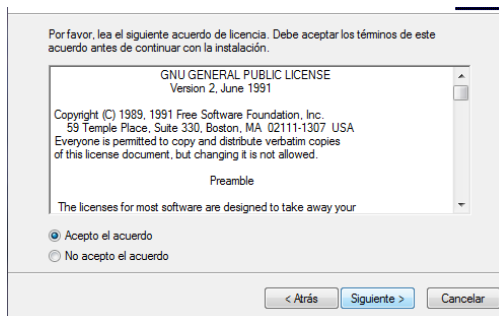 Por favor, lea el siguiente acuerdo de licencia. Debe aceptar los términos de este
acuerdo antes de continuar con la instalación.
GNU GENERAL PUBLIC LICENSE
Version 2, June 1991
Copyright (C) 1989, 1991 Free Software Foundation, Inc.
59 Temple Place, Suite 330, Boston, MA 02111-1307 USA
Everyone is permitted to copy and distribute verbatim copies
of this license document, but changing it is not allowed.
Preamble
The licenses for most software are designed to take away your
Acepto el acuerdo
No acepto el acuerdo
< Atrás Siguiente > Cancelar